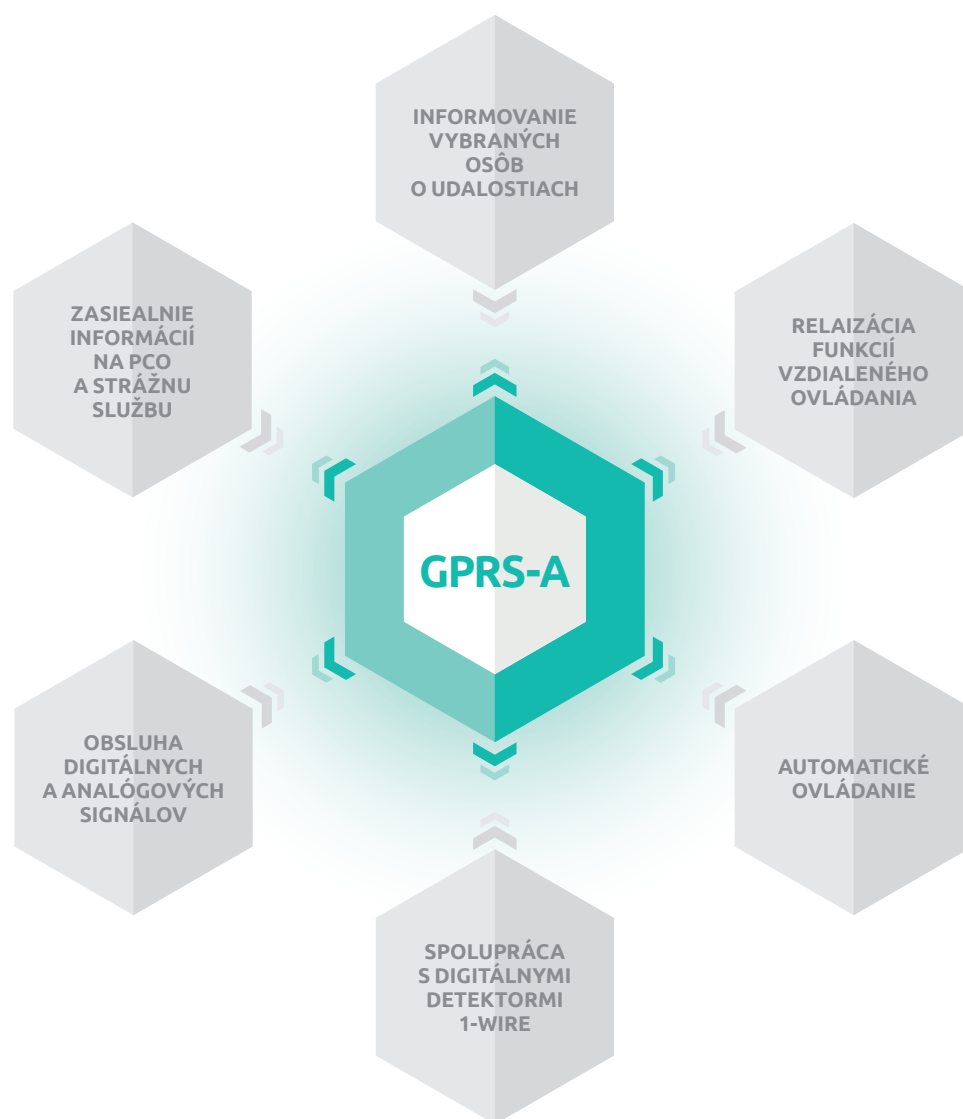 INFORMOVANIE
VYBRANÝCH
OSÔB
O UDALOSTIACH
ZASIEALNIE
INFORMÁCIÍ
NA PCO
A STRÁŽNU
SLUŽBU
RELAIZÁCIA
FUNKCIÍ
VZDIALENÉHO
OVLÁDANIA
GPRS-A
OBSLUHA
DIGITÁLNYCH
A ANALÓGOVÝCH
SIGNÁLOV
AUTOMATICKÉ
OVLÁDANIE
SPOLUPRÁCA
S DIGITÁLNYMI
DETEKTORMI
1-WIRE